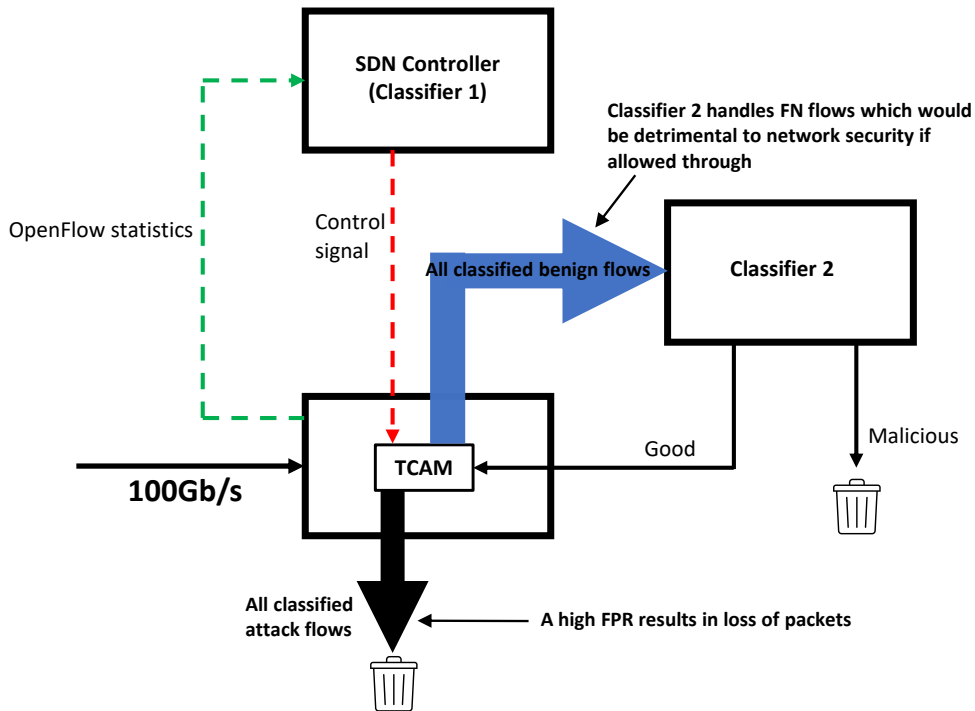 SDN Controller
(Classifier 1)
Classifier 2 handles FN flows which would
be detrimental to network security if
allowed through
OpenFlow statistics
Control
signal
All classified benign flows
Classifier 2
Good
Malicious
TCAM
100Gb/s
All classified
attack flows
A high FPR results in loss of packets